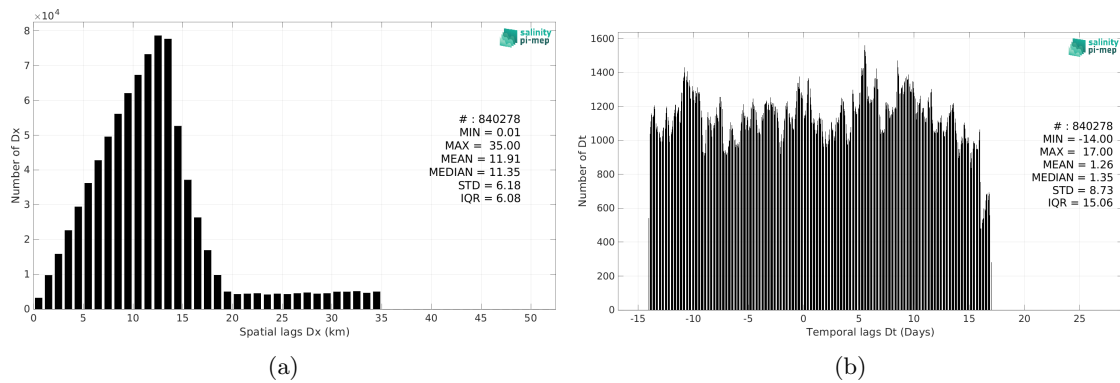 ×10⁴
8
7
6
5
4
3
2
1
0
Number of Dx
0 5 10 15 20 25 30 35 40 45 50
Spatial lags Dx (km)
salinity
pi-mep
# : 840278
MIN = 0.01
MAX = 35.00
MEAN = 11.91
MEDIAN = 11.35
STD = 6.18
IQR = 6.08
(a)
1600
1400
1200
1000
800
600
400
200
0
Number of Dt
-15 -10 -5 0 5 10 15 20 25
Temporal lags Dt (Days)
salinity
pi-mep
# : 840278
MIN = -14.00
MAX = 17.00
MEAN = 1.26
MEDIAN = 1.35
STD = 8.73
IQR = 15.06
(b)